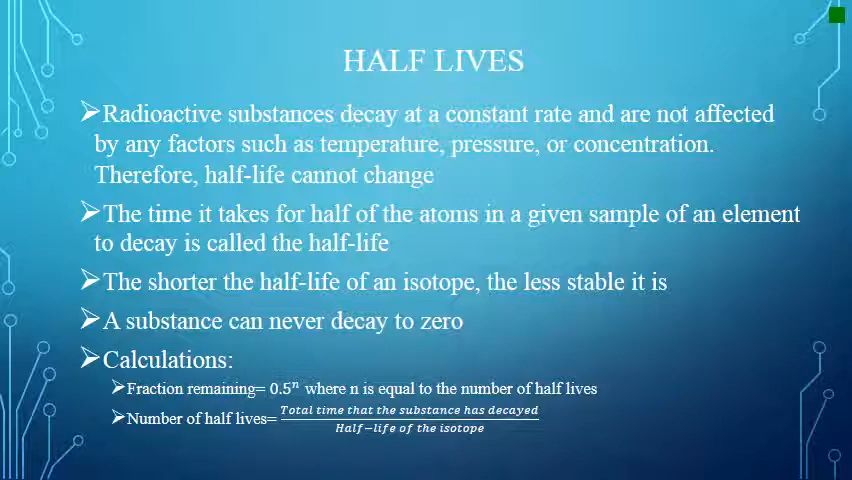 HALF LIVES
➢Radioactive substances decay at a constant rate and are not affected
by any factors such as temperature, pressure, or concentration.
Therefore, half-life cannot change
➢The time it takes for half of the atoms in a given sample of an element
to decay is called the half-life
➢The shorter the half-life of an isotope, the less stable it is
➢A substance can never decay to zero
➢Calculations:
➢Fraction remaining= 0.5ⁿ where n is equal to the number of half lives
➢Number of half lives= Total time that the substance has decayed
Half−life of the isotope